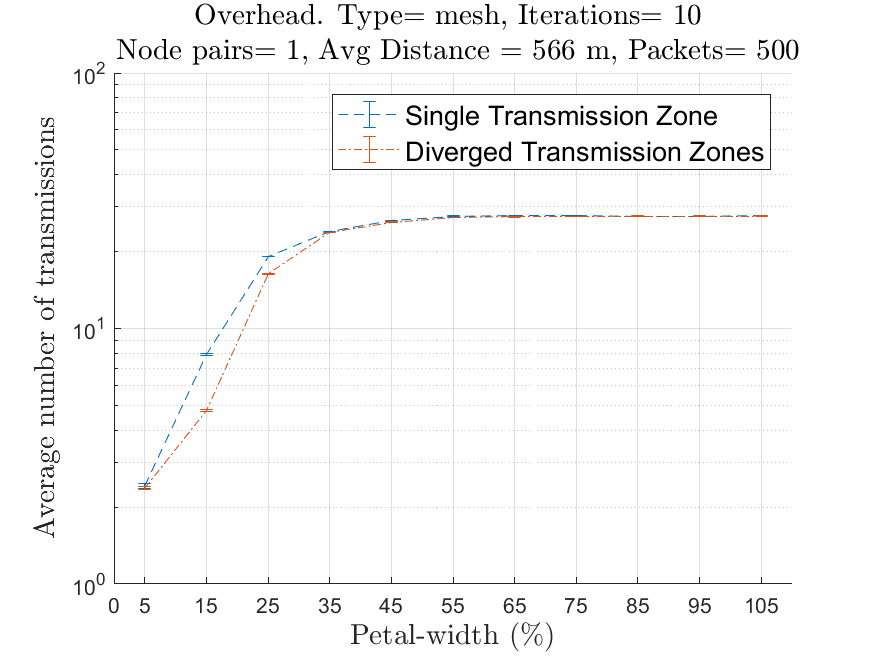 Overhead. Type= mesh, Iterations= 10
Node pairs= 1, Avg Distance = 566 m, Packets= 500
Single Transmission Zone
Diverged Transmission Zones
Average number of transmissions
10^2
10^1
10^0
0 5 15 25 35 45 55 65 75 85 95 105
Petal-width (%)